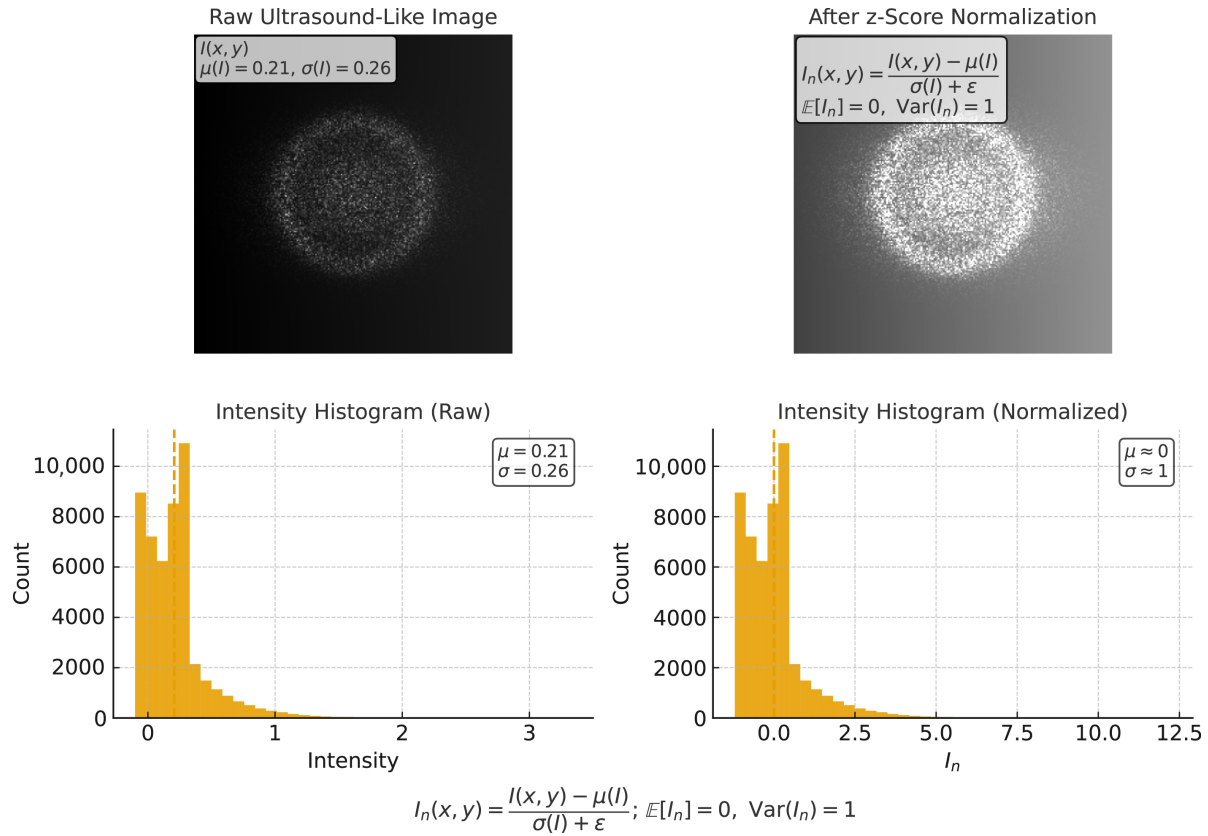 Raw Ultrasound-Like Image
I(x, y)
μ(I) = 0.21, σ(I) = 0.26
After z-Score Normalization
I_n(x, y) = \frac{I(x, y) − μ(I)}{σ(I) + ε}
𝔼[I_n] = 0, Var(I_n) = 1
Intensity Histogram (Raw)
Count
10,000
8000
6000
4000
2000
0
μ = 0.21
σ = 0.26
0 1 2 3
Intensity
Intensity Histogram (Normalized)
Count
10,000
8000
6000
4000
2000
0
μ ≈ 0
σ ≈ 1
0.0 2.5 5.0 7.5 10.0 12.5
I_n
I_n(x, y) = \frac{I(x, y) − μ(I)}{σ(I) + ε}; 𝔼[I_n] = 0, Var(I_n) = 1